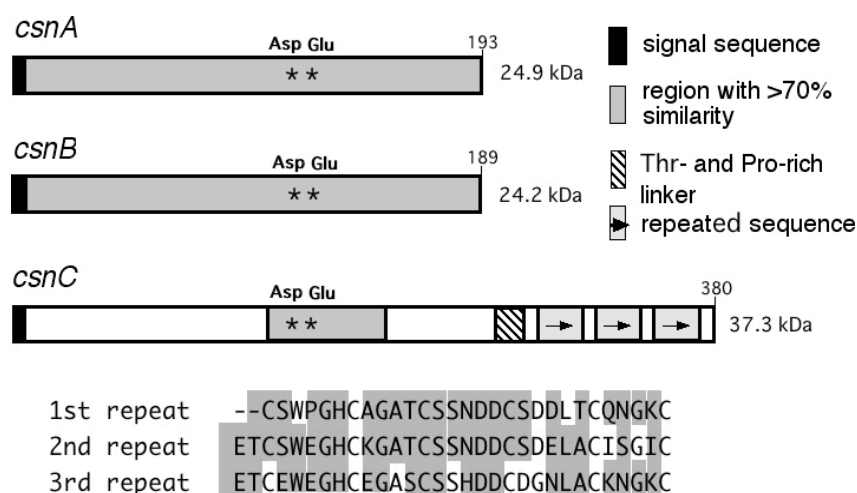 csnA
Asp Glu
193
* *
24.9 kDa
csnB
Asp Glu
189
* *
24.2 kDa
csnC
Asp Glu
380
* *
37.3 kDa
signal sequence
region with >70%
similarity
Thr- and Pro-rich
linker
repeated sequence
1st repeat --CSWPGHCAGATCSSNDDCSDDLTCQNGKC
2nd repeat ETCSWEGHCKGATCSSNDDCSDELACISGIC
3rd repeat ETCEWEGHCEGASCSSHDDCDGNLACKNGKC